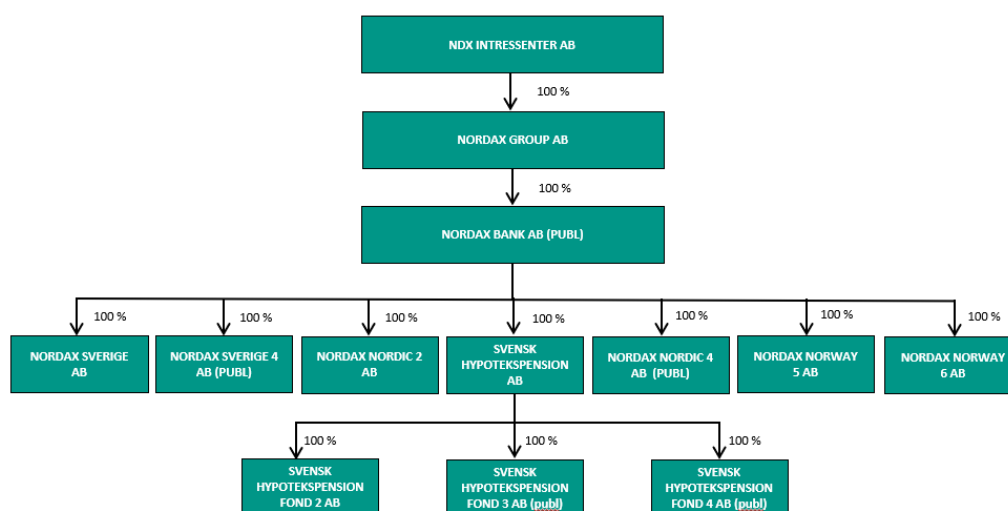 NDX INTRESSENTER AB
100 %
NORDAX GROUP AB
100 %
NORDAX BANK AB (PUBL)
100 %
100 %
100 %
100 %
100 %
100 %
100 %
NORDAX SVERIGE
AB
NORDAX SVERIGE 4
AB (PUBL)
NORDAX NORDIC 2
AB
SVENSK
HYPOTEKSPENSION
AB
NORDAX NORDIC 4
AB (PUBL)
NORDAX NORWAY
5 AB
NORDAX NORWAY
6 AB
100 %
100 %
100 %
SVENSK
HYPOTEKSPENSION
FOND 2 AB
SVENSK
HYPOTEKSPENSION
FOND 3 AB (publ)
SVENSK
HYPOTEKSPENSION
FOND 4 AB (publ)